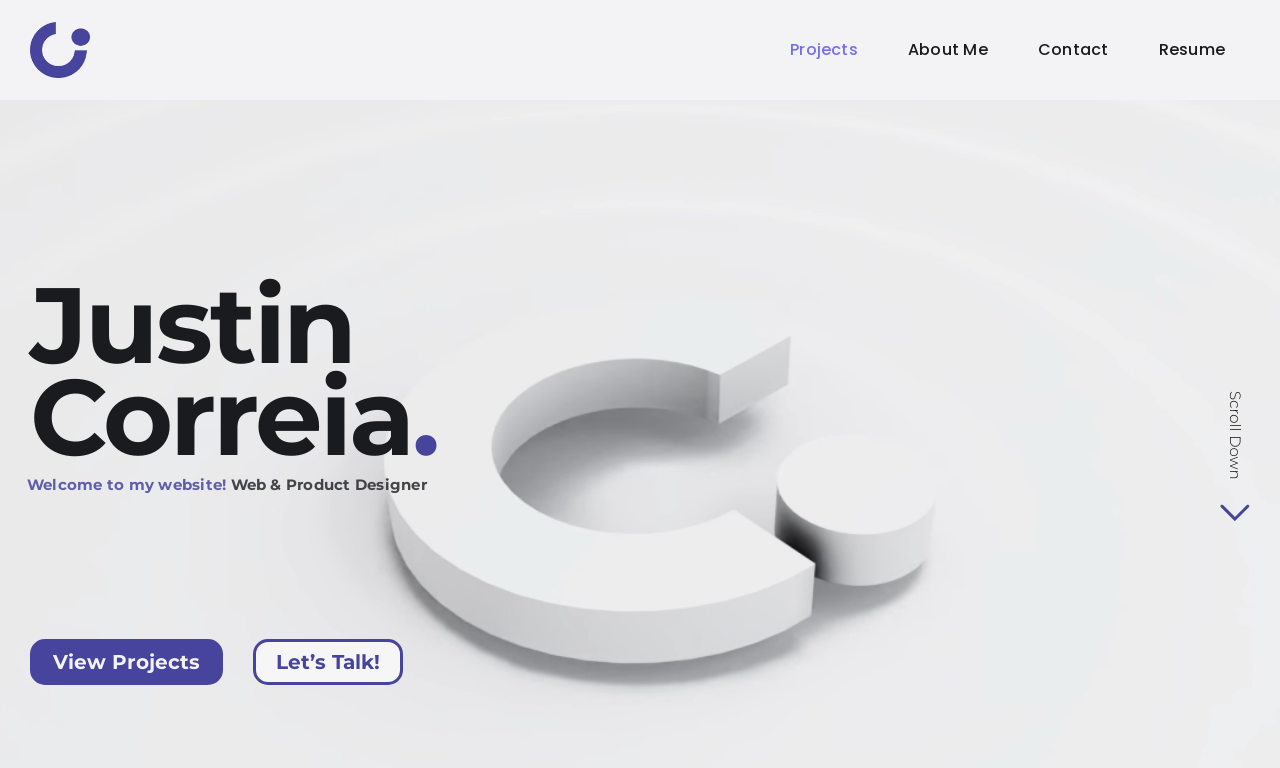 Projects About Me Contact Resume
Justin
Correia.
Welcome to my website! Web & Product Designer
Scroll Down
View Projects Let’s Talk!